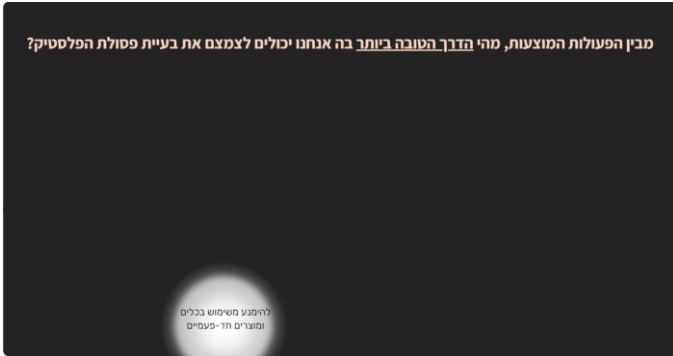 מבין הפעולות המוצעות, מהי הדרך הטובה ביותר בה אנחנו יכולים לצמצם את בעיית פסולת הפלסטיק?
להימנע משימוש בכלים
ומוצרים חד-פעמיים